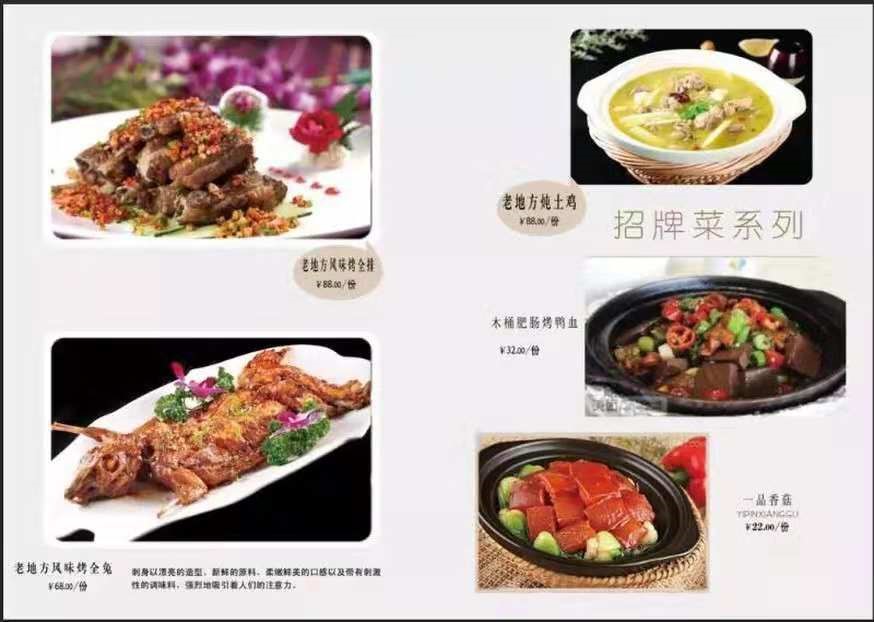 老地方风味烤全排
¥88.00/份
老地方风味烤全兔
¥68.00/份
刺身以漂亮的造型、新鲜的原料、柔嫩鲜美的口感以及带有刺激
性的调味料，强烈地吸引着人们的注意力。
老地方炖土鸡
¥88.00/份
招牌菜系列
木桶肥肠烤鸭血
¥32.00/份
一品香菇
YIPINXIANGGU
¥22.00/份